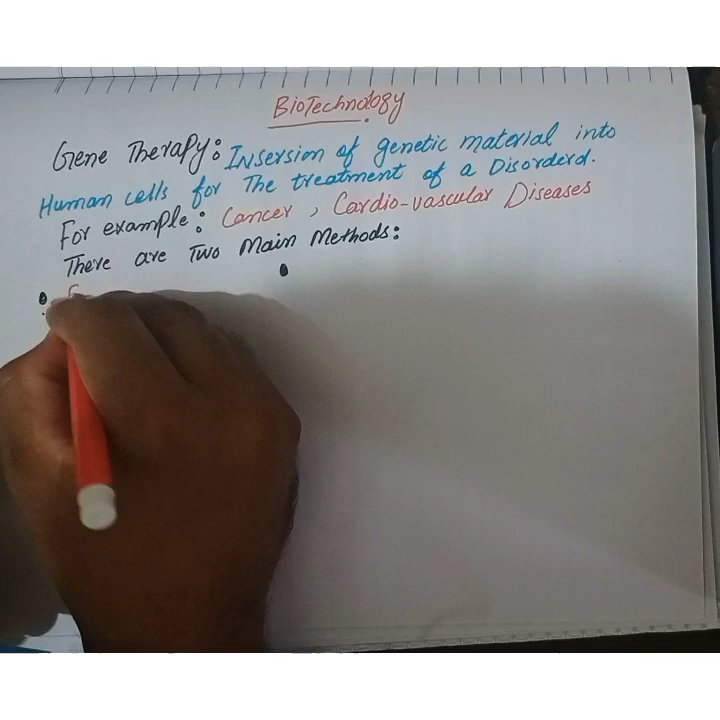 BioTechnology
Gene Therapy: Insersion of genetic material into
Human cells for The treatment of a Disorderd.
For example: Cancer, Cardio-vascular Diseases
There are Two Main Methods: